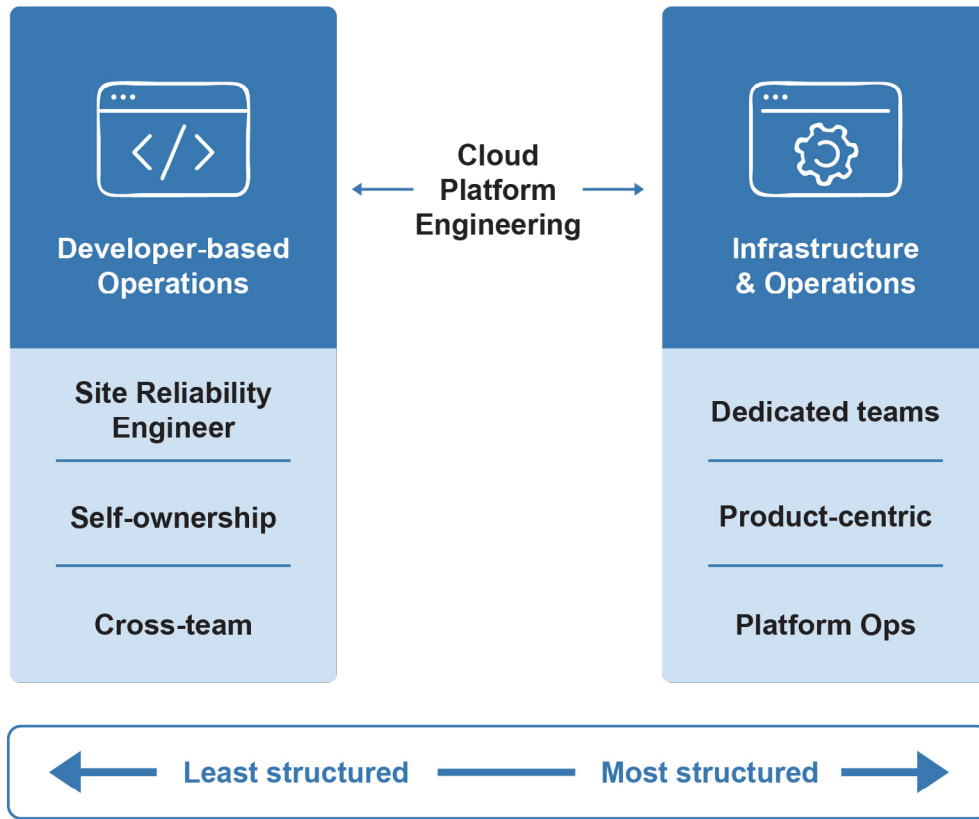 Developer-based
Operations
Cloud
Platform
Engineering
Infrastructure
& Operations
Site Reliability
Engineer
Self-ownership
Cross-team
Dedicated teams
Product-centric
Platform Ops
Least structured
Most structured